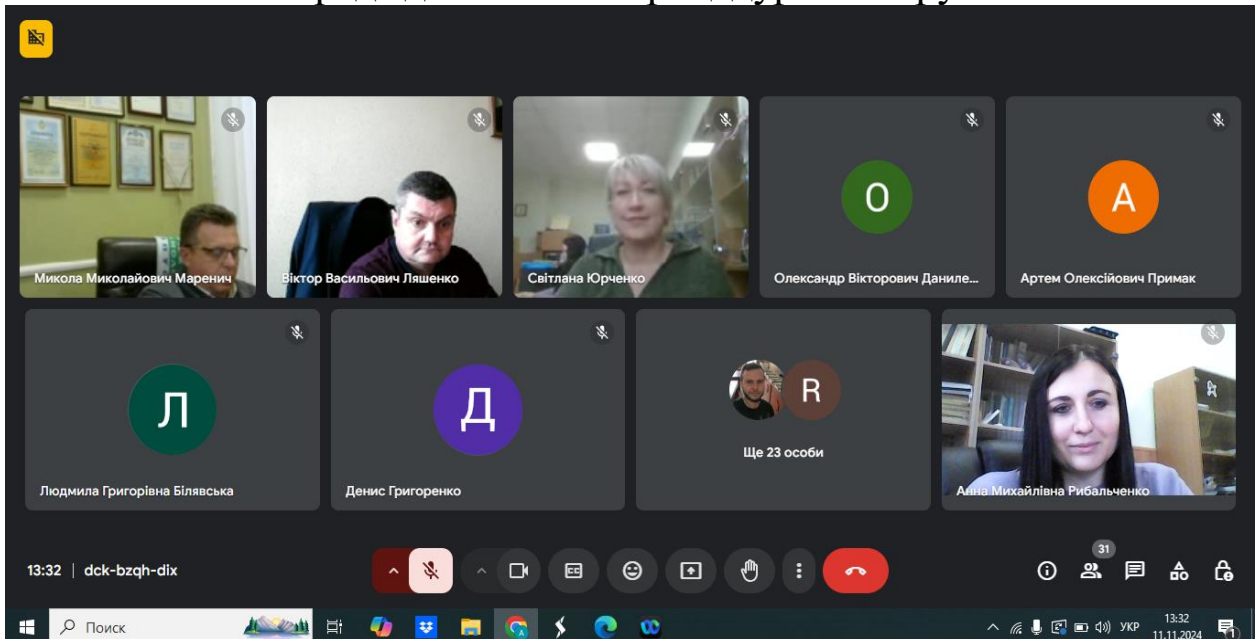 Микола Миколайович Маренич
Віктор Васильович Ляшенко
Світлана Юрченко
О
Олександр Вікторович Даниле...
А
Артем Олексійович Примак
Л
Людмила Григорівна Білявська
Д
Денис Григоренко
R
Ще 23 особи
Анна Михайлівна Рибальченко
13:32 | dck-bzqh-dix
CC
31
Поиск
УКР
13:32
11.11.2024
1